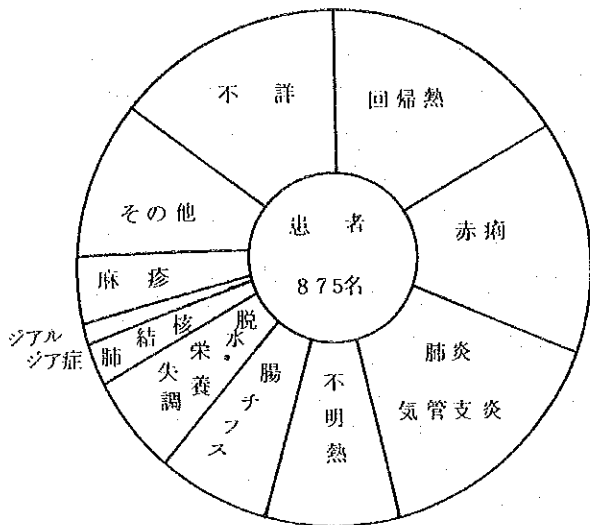 不詳
回帰熱
赤痢
肺炎
気管支炎
不明熱
腸チフス
脱水・
栄養
失調
肺結核
ジアル
ジア症
麻疹
その他
患者
875名